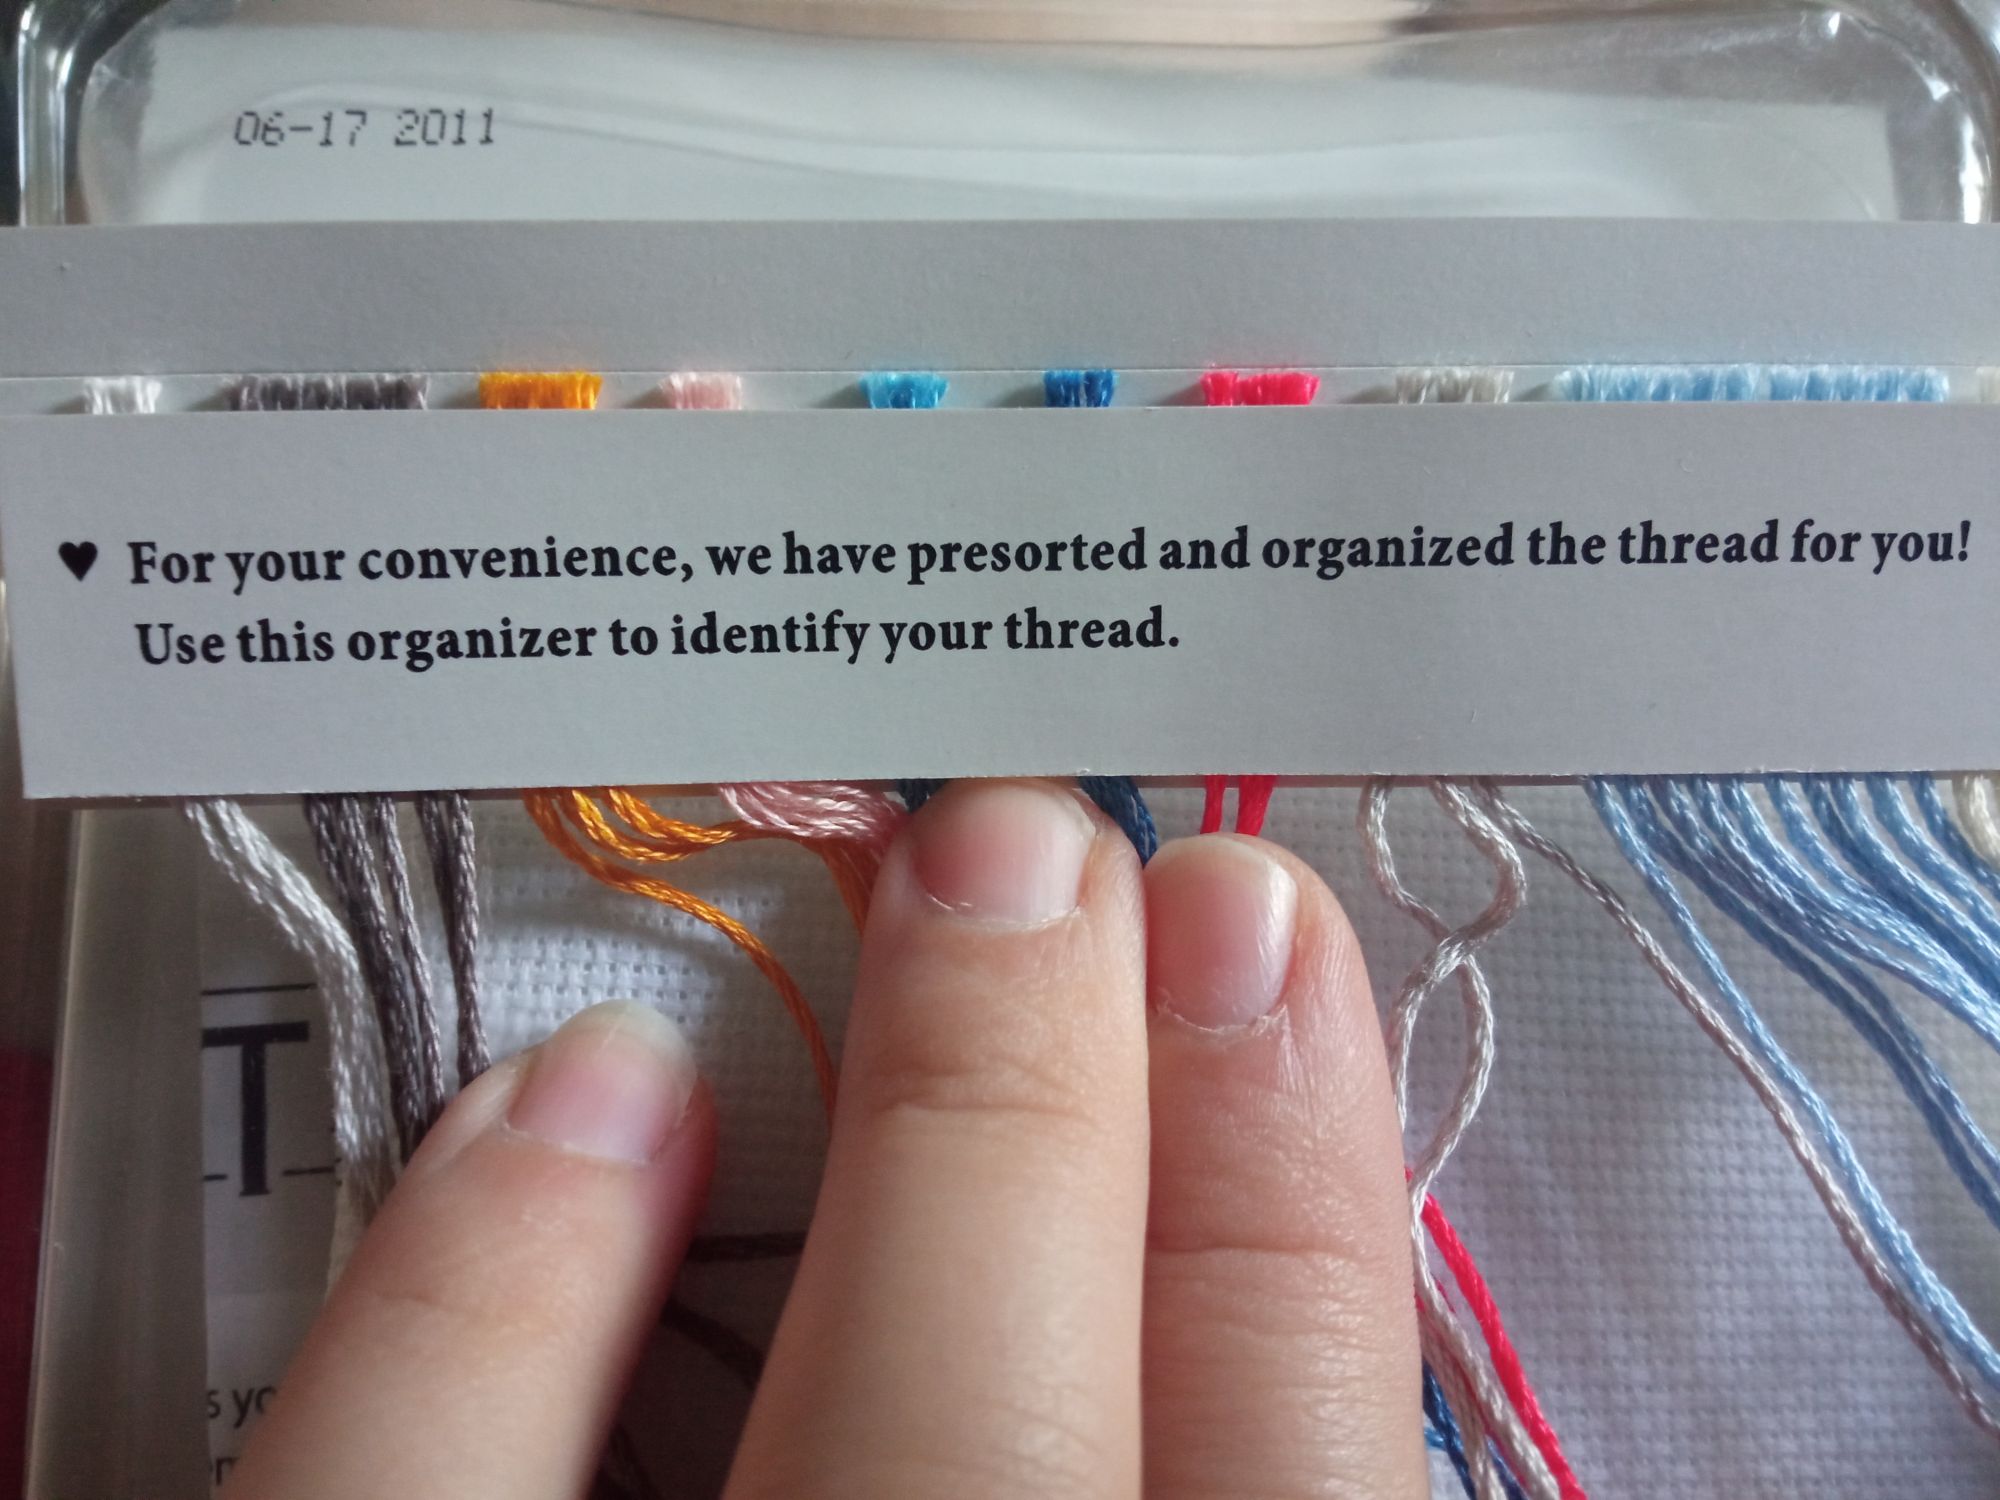 06-17 2011
♥ For your convenience, we have presorted and organized the thread for you!
Use this organizer to identify your thread.
T